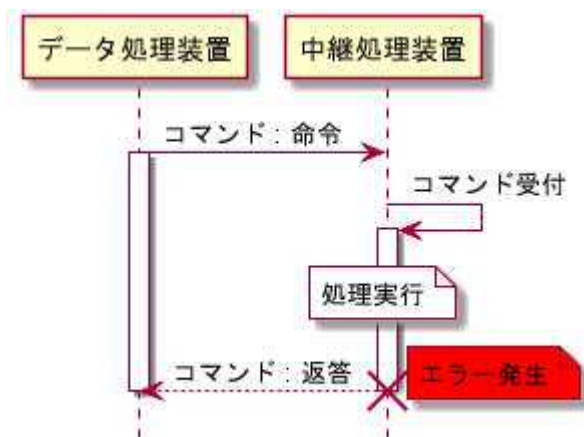 データ処理装置
中継処理装置
コマンド：命令
コマンド受付
処理実行
コマンド：返答
エラー発生